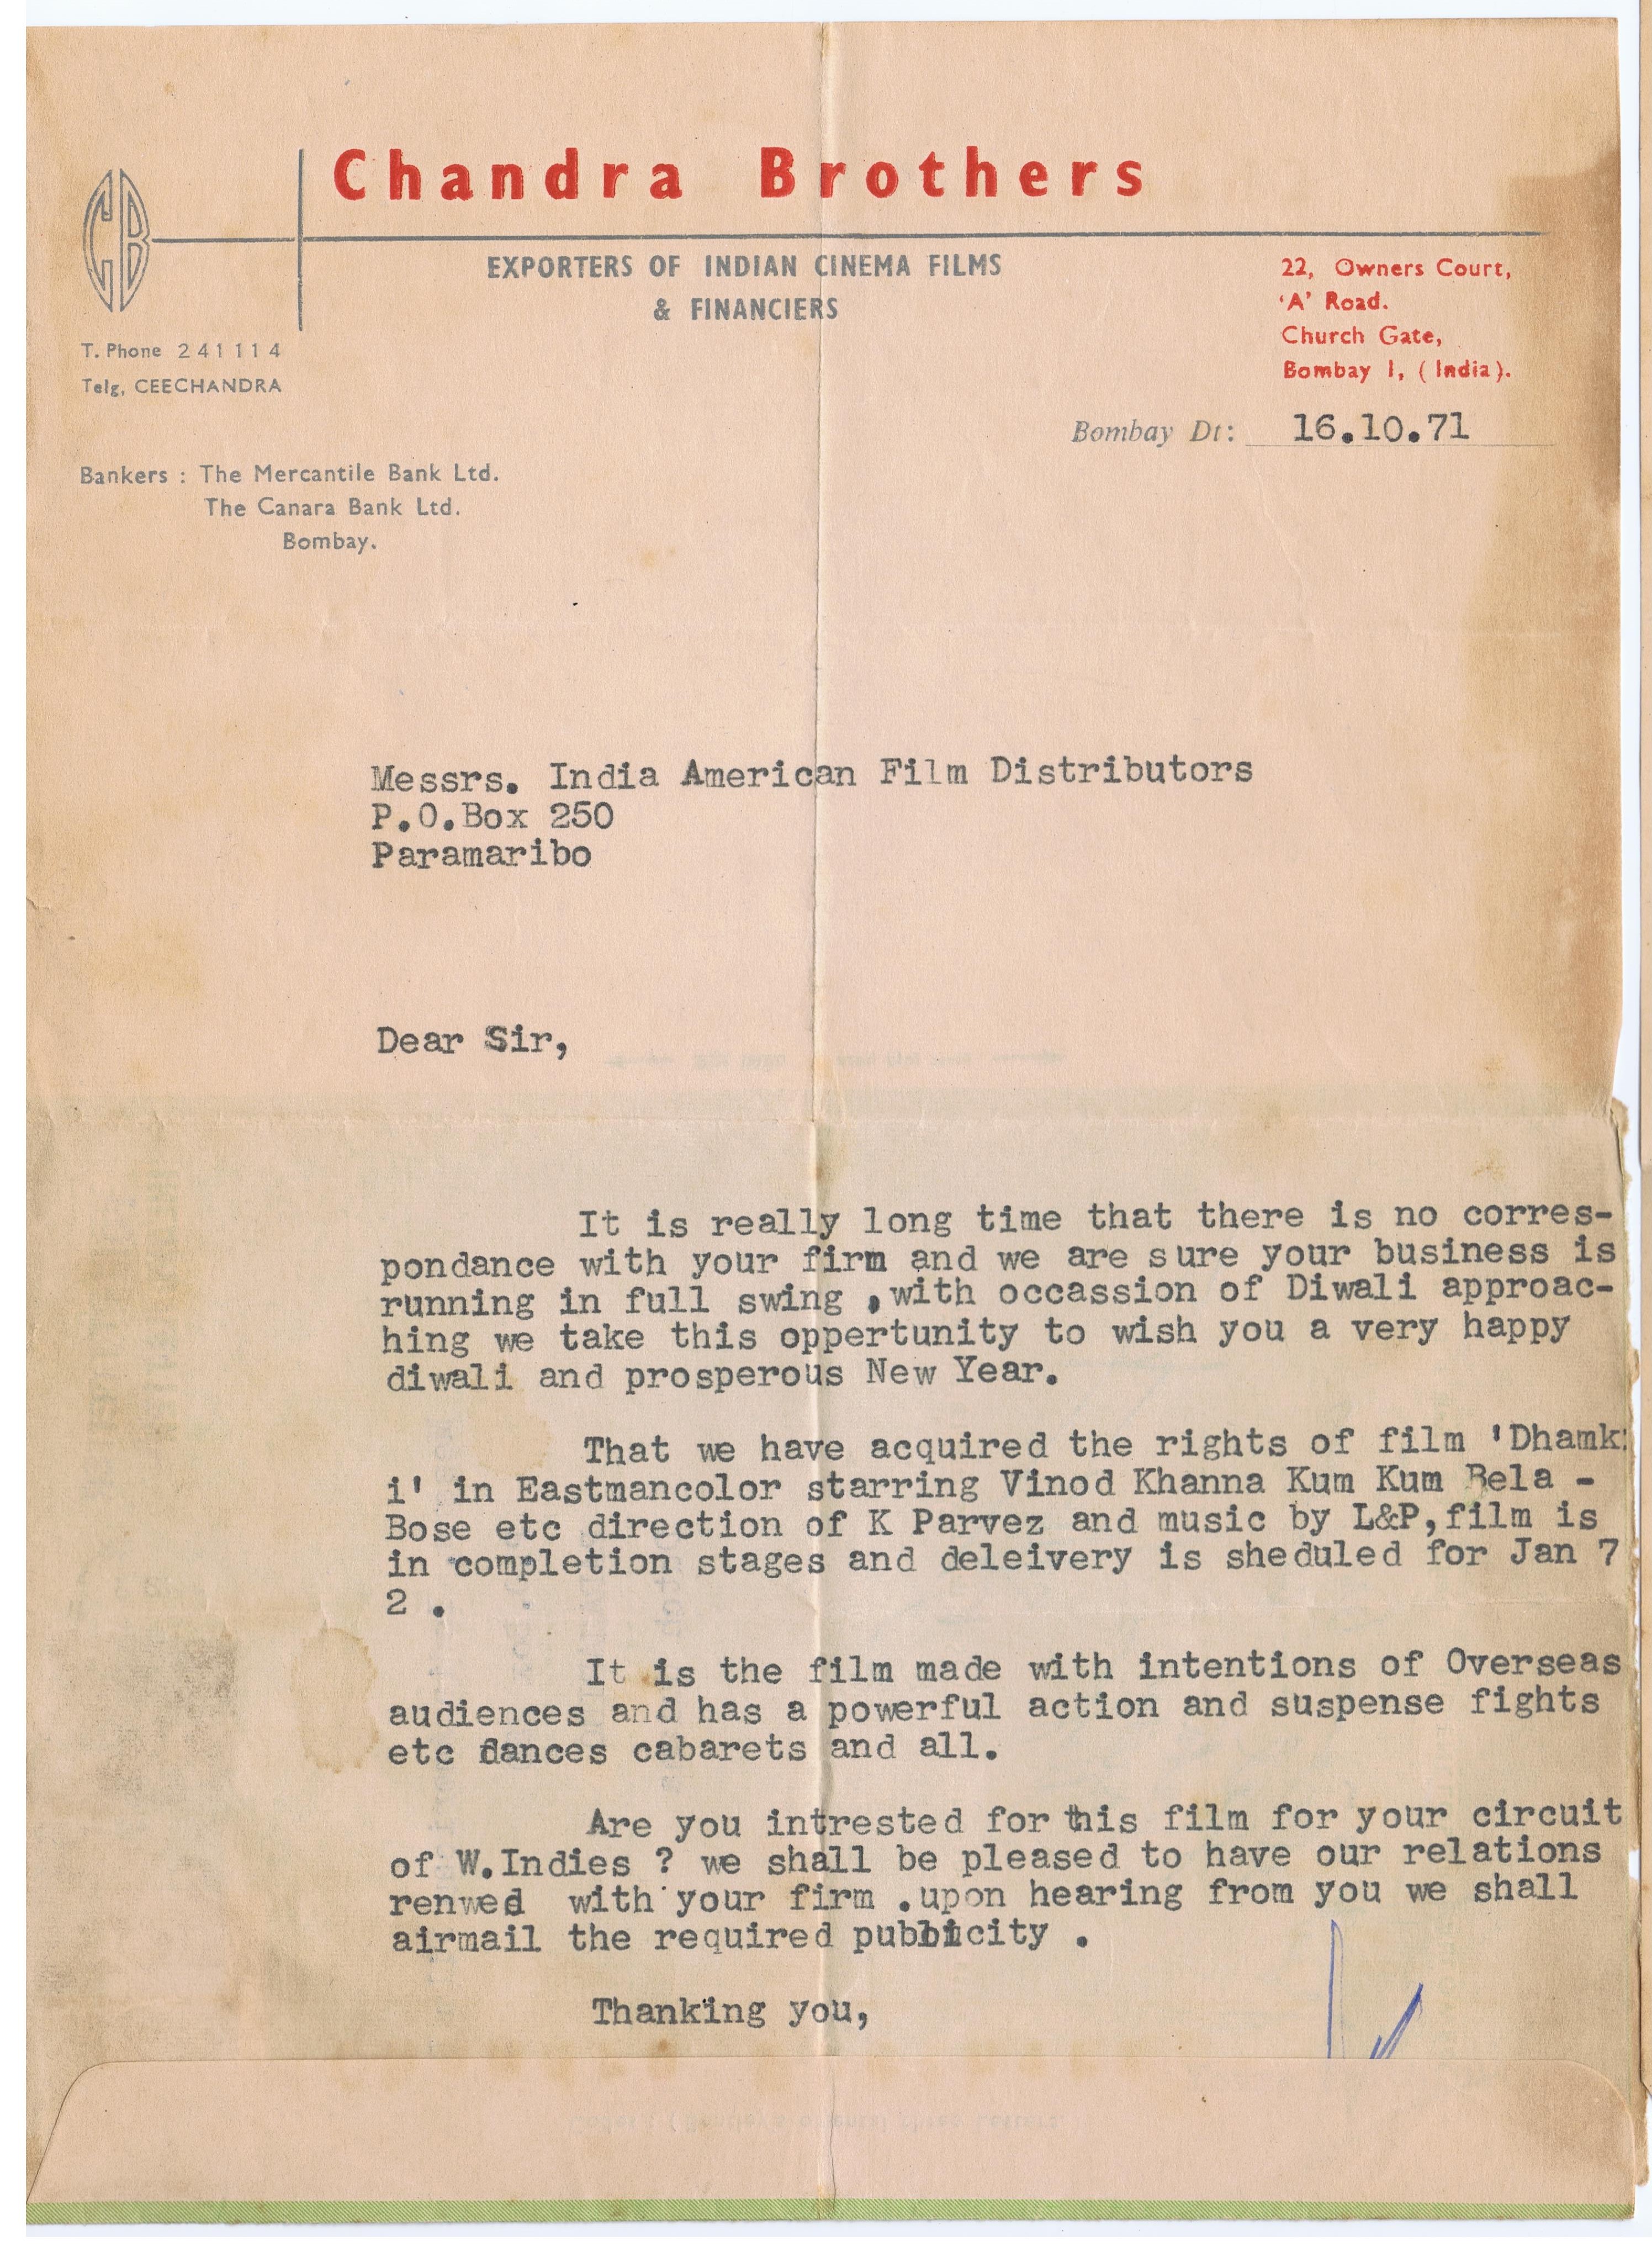 CB
Chandra Brothers
EXPORTERS OF INDIAN CINEMA FILMS
& FINANCIERS
22, Owners Court,
'A' Road.
Church Gate,
Bombay 1, (India).
T. Phone 241114
Telg, CEECHANDRA
Bombay Dt: 16.10.71
Bankers : The Mercantile Bank Ltd.
The Canara Bank Ltd.
Bombay.
Messrs. India American Film Distributors
P.O.Box 250
Paramaribo
Dear Sir,
It is really long time that there is no corres-
pondance with your firm and we are sure your business is
running in full swing ,with occassion of Diwali approac-
hing we take this oppertunity to wish you a very happy
diwali and prosperous New Year.
That we have acquired the rights of film 'Dhamk
i' in Eastmancolor starring Vinod Khanna Kum Kum Bela -
Bose etc direction of K Parvez and music by L&P,film is
in completion stages and deleivery is sheduled for Jan 7
2 .
It is the film made with intentions of Overseas
audiences and has a powerful action and suspense fights
etc dances cabarets and all.
Are you intrested for this film for your circuit
of W.Indies ? we shall be pleased to have our relations
renwed with your firm .upon hearing from you we shall
airmail the required publicity .
Thanking you,